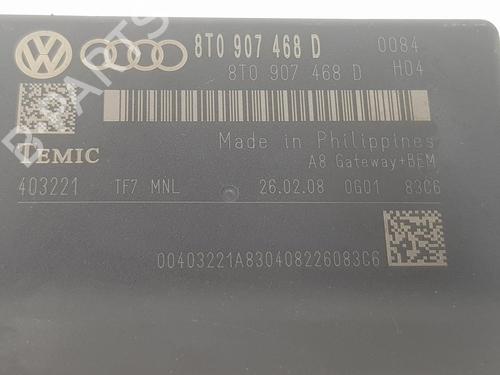 8T0 907 468 D 0084
8T0 907 468 D H04
Made in Philippines
TEMIC A8 Gateway+BEM
403221 TF7 MNL 26.02.08 0G01 83C6
00403221A830408226083C6
B-PARTS